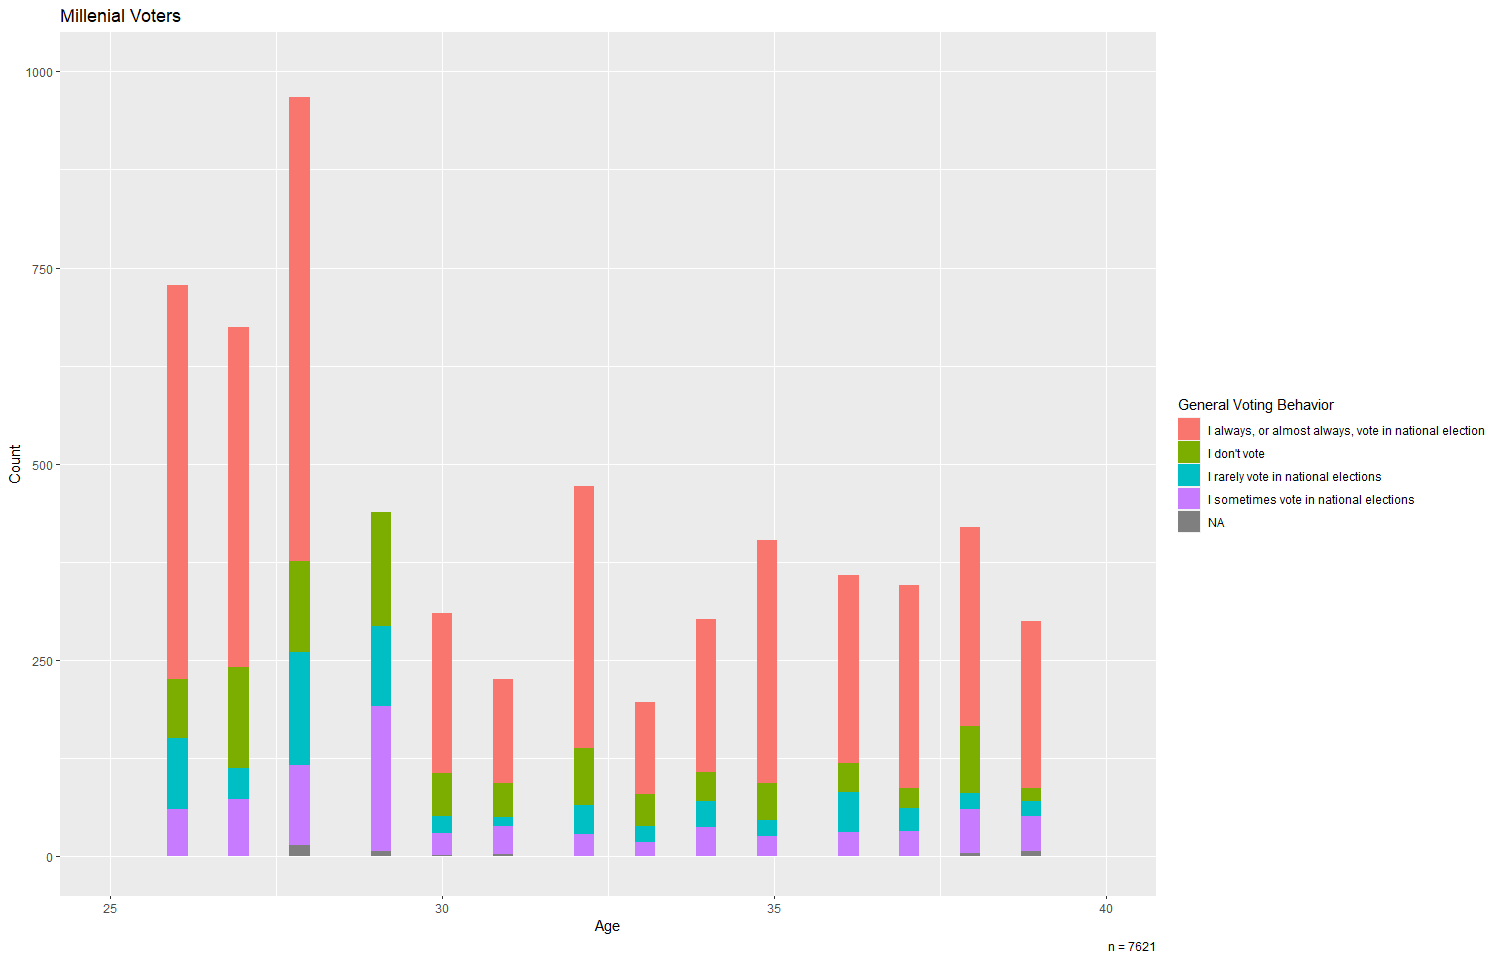 Millenial Voters
1000
750
500
250
0
Count
25 30 35 40
Age
n = 7621
General Voting Behavior
I always, or almost always, vote in national election
I don't vote
I rarely vote in national elections
I sometimes vote in national elections
NA